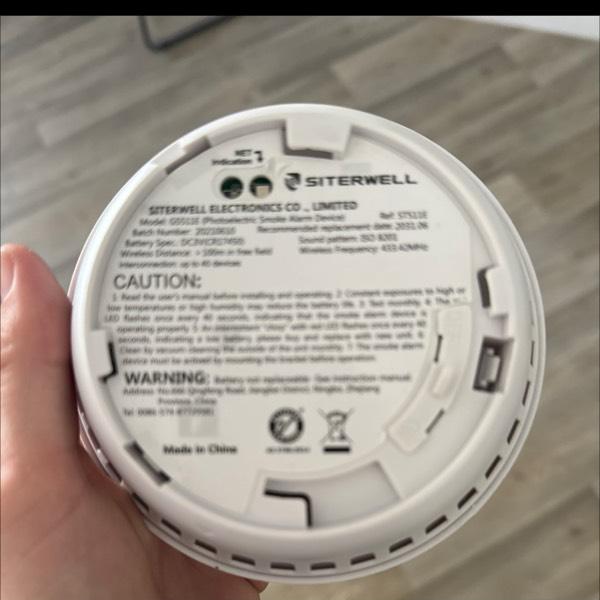 NET
Indication
SITERWELL
SITERWELL ELECTRONICS CO., LIMITED
Model: GS511E (Photoelectric Smoke Alarm Device) Ref: ST511E
Batch Number: 20210610 Recommended replacement date: 2031.06
Battery Spec.: DC3V(CR17450) Sound pattern: ISO 8201
Wireless Distance: >100m in free field Wireless Frequency: 433.42MHz
Interconnection: up to 40 devices
CAUTION:
1. Read the user's manual before installing and operating. 2. Constant exposures to high or
low temperatures or high humidity may reduce the battery life. 3. Test monthly. 4. The
LED flashes once every 40 seconds, indicating that the smoke alarm device is
operating properly. 5. An intermittent "chirp" with red LED flashes once every 40
seconds, indicating a low battery, please buy and replace with new unit. 6.
Clean by vacuum cleaning the outside of the unit monthly. 7. The smoke alarm
device must be activated by mounting the bracket before operation.
WARNING: Battery not replaceable. See instruction manual.
Address: No.666 Qingfeng Road, Jiangbei District, Ningbo, Zhejiang
Province, China
Tel: 0086-574-
Made in China